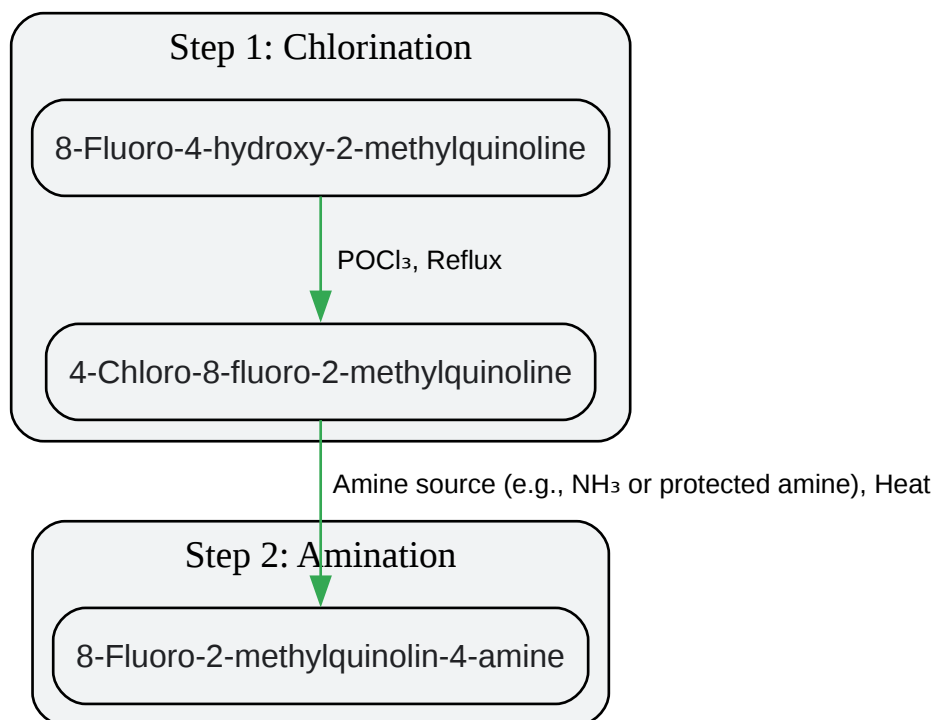 Step 1: Chlorination
8-Fluoro-4-hydroxy-2-methylquinoline
POCl₃, Reflux
4-Chloro-8-fluoro-2-methylquinoline
Amine source (e.g., NH₃ or protected amine), Heat
Step 2: Amination
8-Fluoro-2-methylquinolin-4-amine